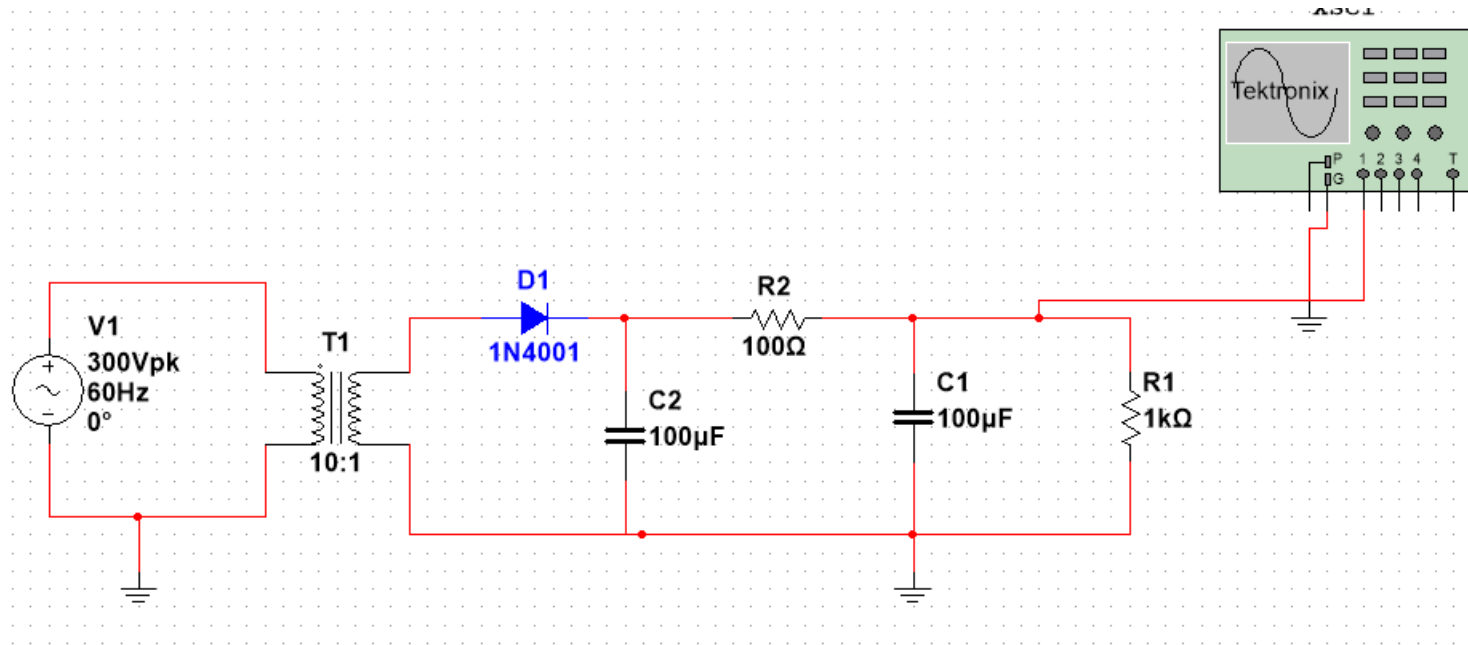 Tektronix
P 1 2 3 4 T
G
V1
300Vpk
60Hz
0°
T1
10:1
D1
1N4001
R2
100Ω
C2
100µF
C1
100µF
R1
1kΩ